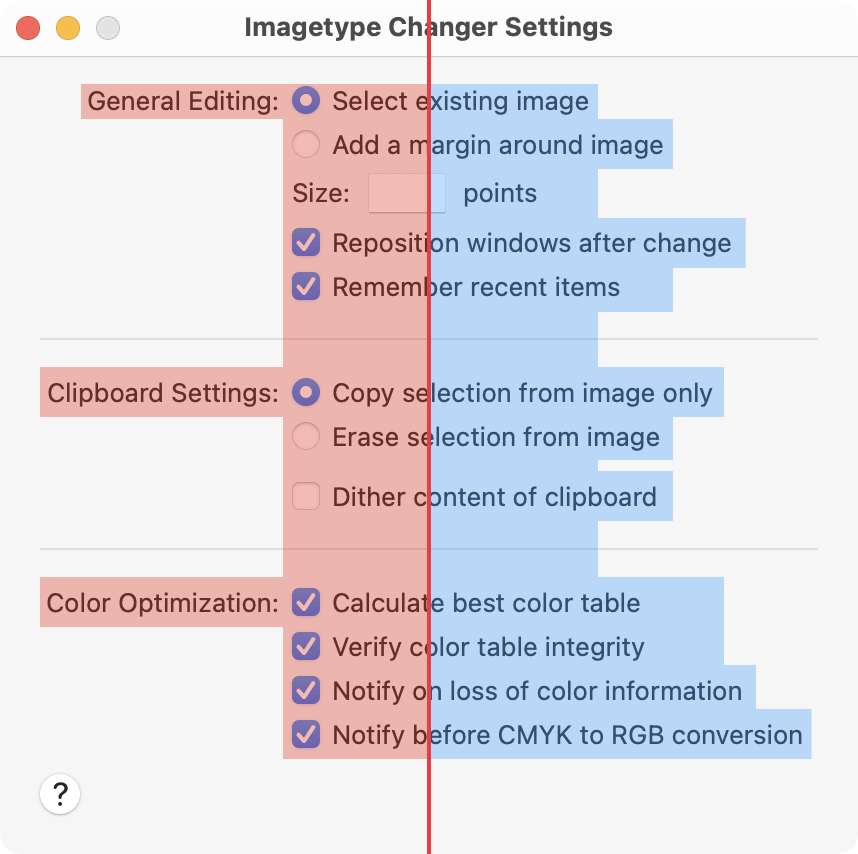 Imagetype Changer Settings
General Editing: Select existing image
Add a margin around image
Size: points
Reposition windows after change
Remember recent items
Clipboard Settings: Copy selection from image only
Erase selection from image
Dither content of clipboard
Color Optimization: Calculate best color table
Verify color table integrity
Notify on loss of color information
Notify before CMYK to RGB conversion
?